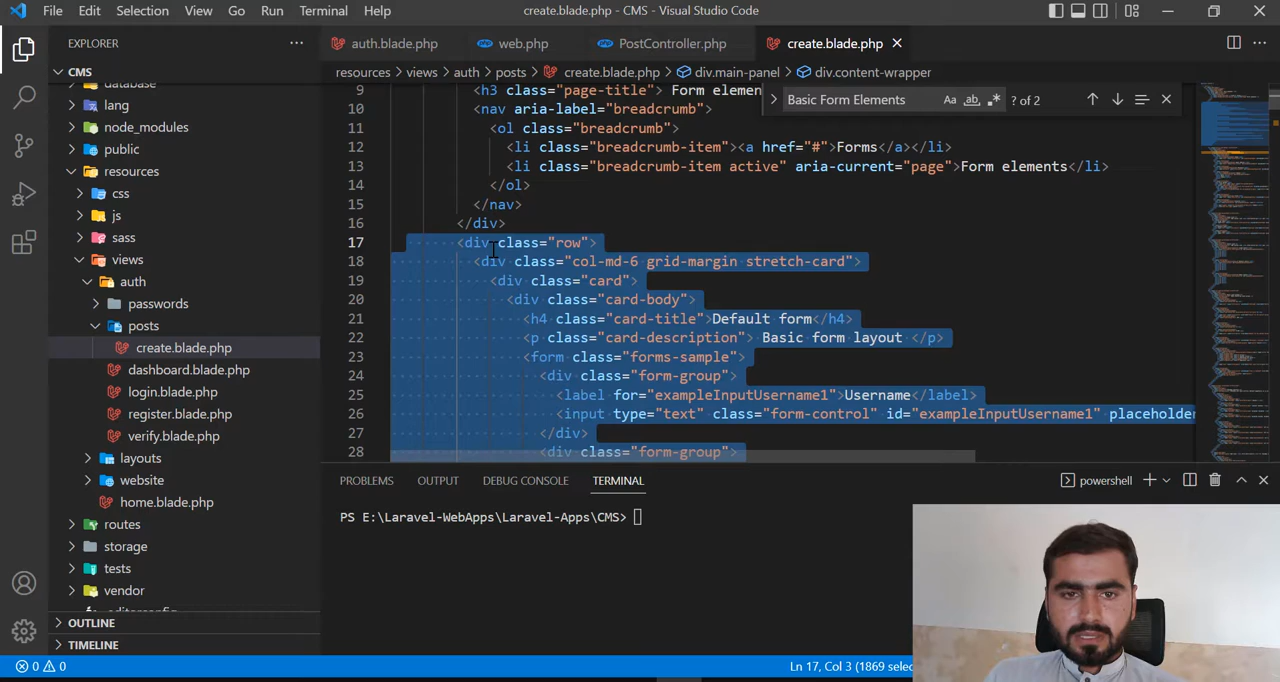 File Edit Selection View Go Run Terminal Help create.blade.php - CMS - Visual Studio Code
EXPLORER
CMS
database
lang
node_modules
public
resources
css
js
sass
views
auth
passwords
posts
create.blade.php
dashboard.blade.php
login.blade.php
register.blade.php
verify.blade.php
layouts
website
home.blade.php
routes
storage
tests
vendor
.editorconfig
OUTLINE
TIMELINE
auth.blade.php web.php PostController.php create.blade.php
resources > views > auth > posts > create.blade.php > div.main-panel > div.content-wrapper
Basic Form Elements Aa ab .* ? of 2
9 <h3 class="page-title"> Form elemen
10 <nav aria-label="breadcrumb">
11 <ol class="breadcrumb">
12 <li class="breadcrumb-item"><a href="#">Forms</a></li>
13 <li class="breadcrumb-item active" aria-current="page">Form elements</li>
14 </ol>
15 </nav>
16 </div>
17 <div class="row">
18 <div class="col-md-6 grid-margin stretch-card">
19 <div class="card">
20 <div class="card-body">
21 <h4 class="card-title">Default form</h4>
22 <p class="card-description"> Basic form layout </p>
23 <form class="forms-sample">
24 <div class="form-group">
25 <label for="exampleInputUsername1">Username</label>
26 <input type="text" class="form-control" id="exampleInputUsername1" placeholder
27 </div>
28 <div class="form-group">
PROBLEMS OUTPUT DEBUG CONSOLE TERMINAL powershell
PS E:\Laravel-WebApps\Laravel-Apps\CMS>
0 0 Ln 17, Col 3 (1869 selec